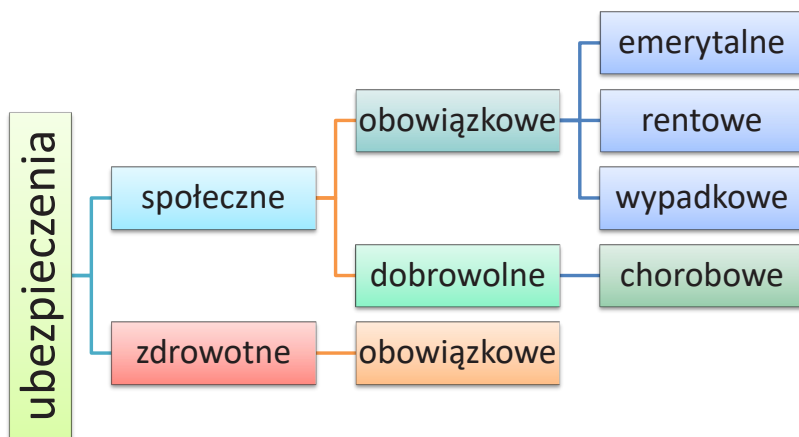 ubezpieczenia
społeczne
obowiązkowe
emerytalne
rentowe
wypadkowe
dobrowolne
chorobowe
zdrowotne
obowiązkowe